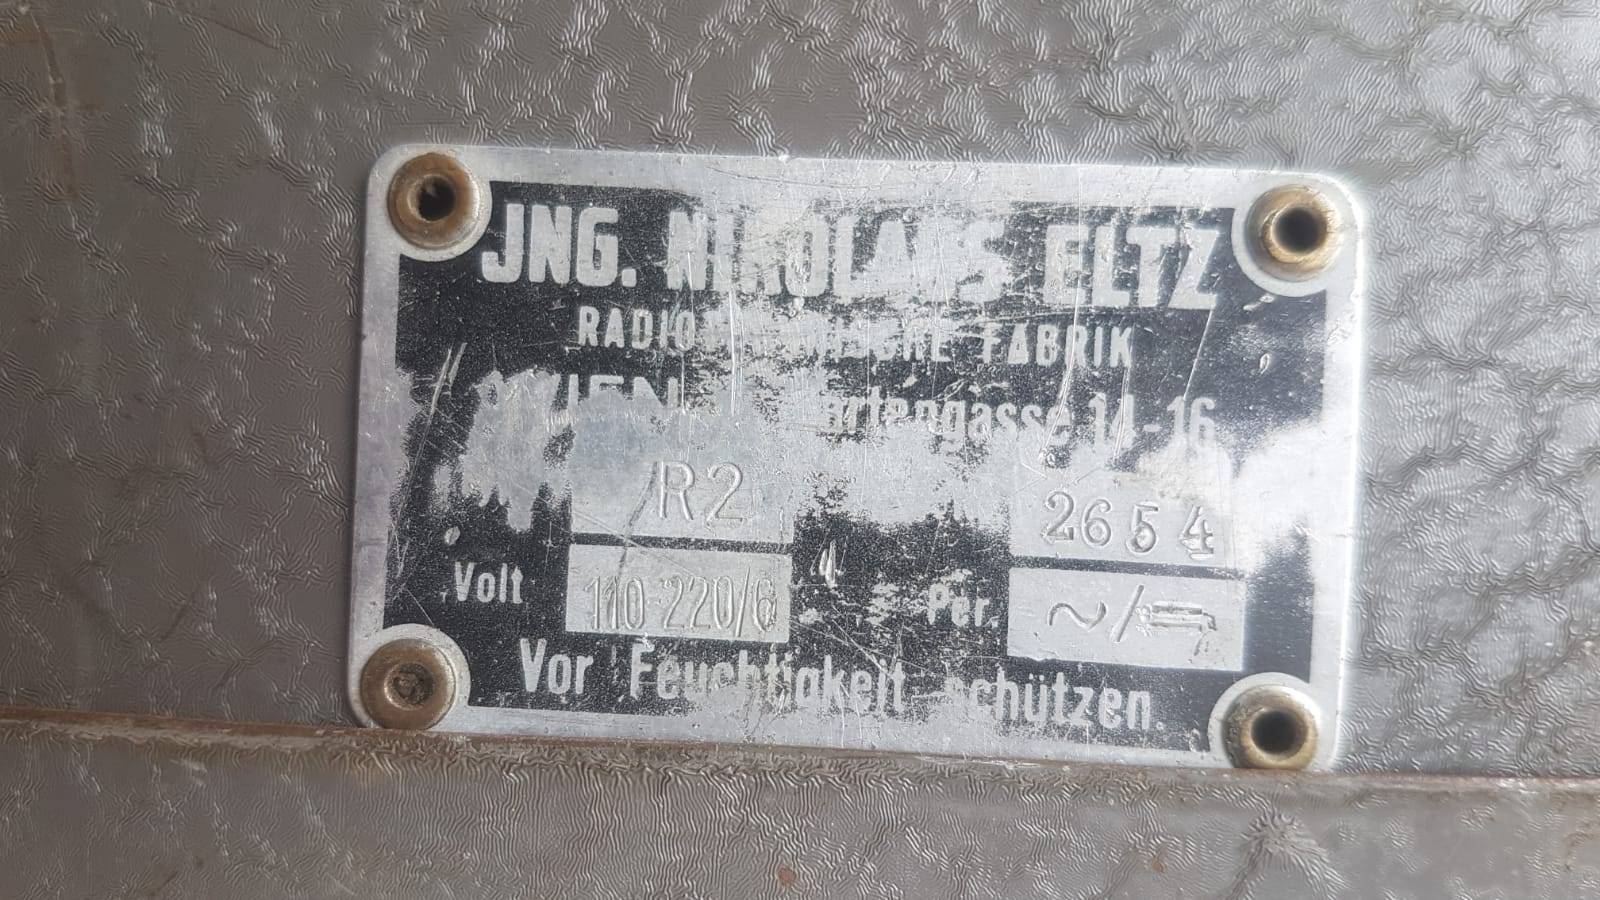 JNG. NIKOLAUS ELTZ
FABRIK
WIEN 14-16
R2 2654
Volt 110-220/6 Per. ~/
Vor Feuchtigkeit schützen.